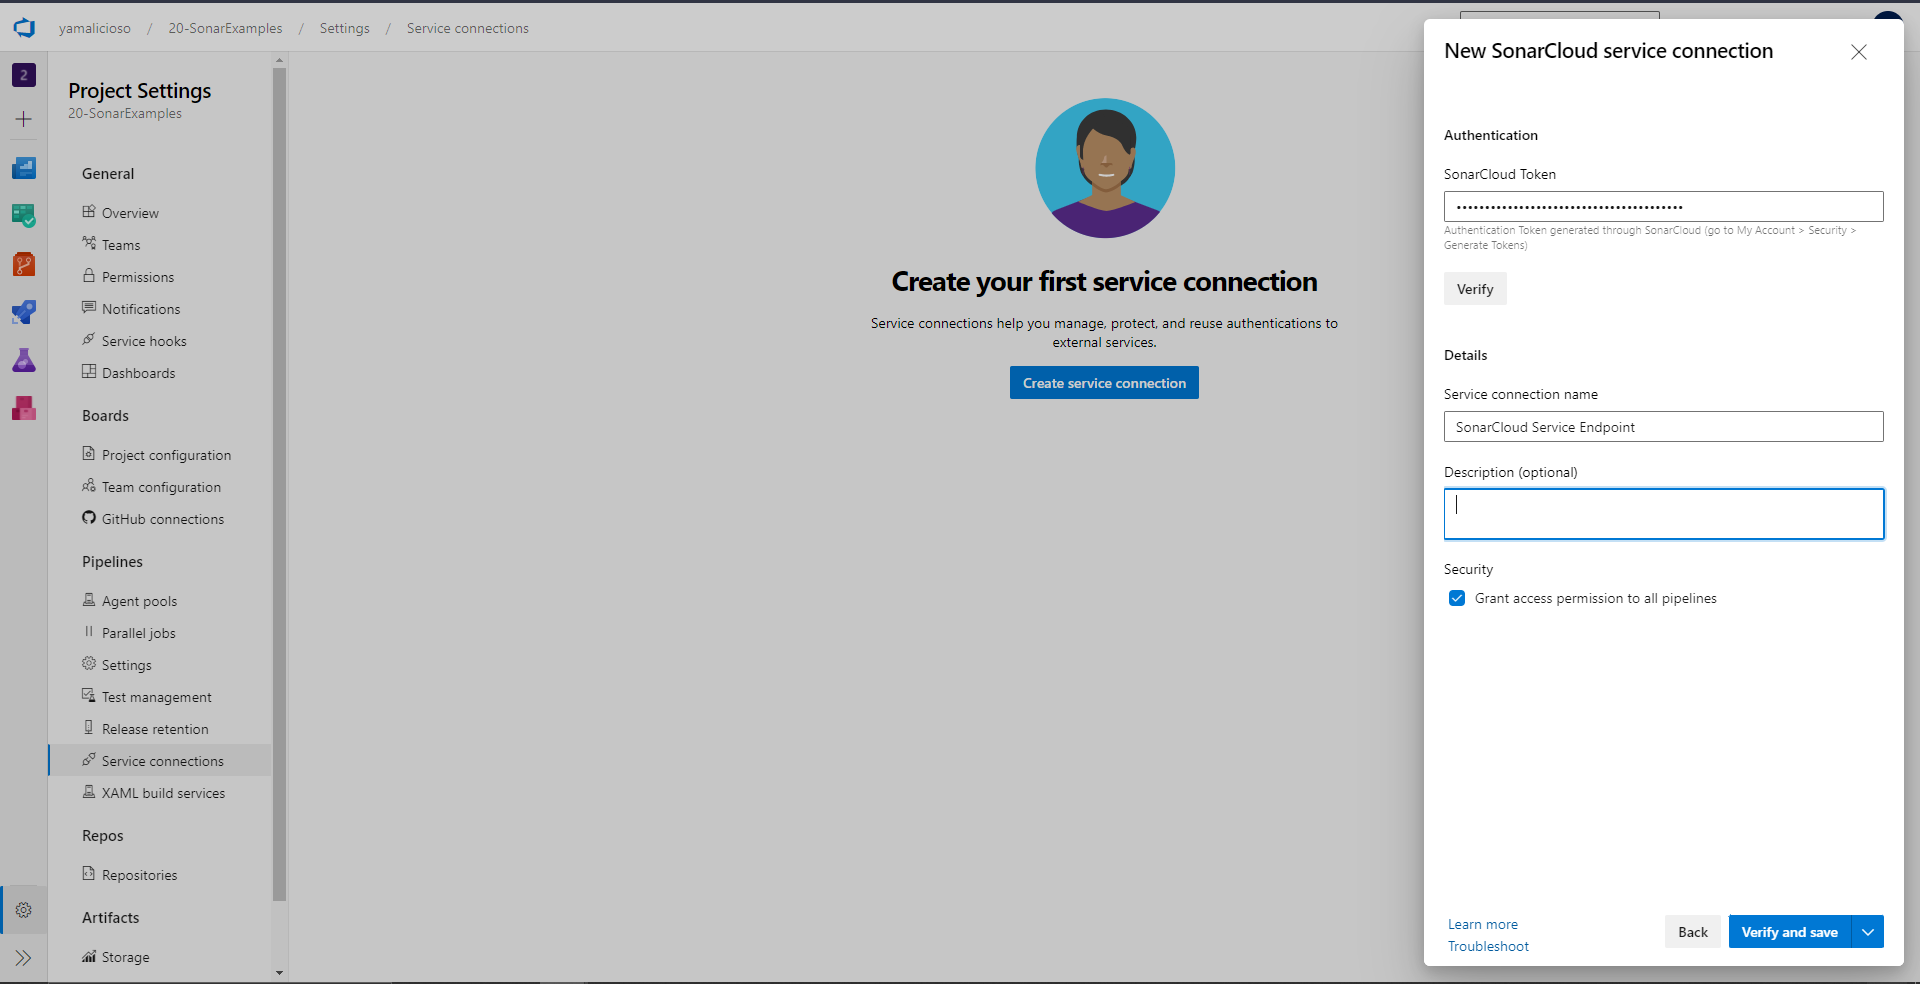 yamalicioso / 20-SonarExamples / Settings / Service connections
2
Project Settings
20-SonarExamples
General
Overview
Teams
Permissions
Notifications
Service hooks
Dashboards
Boards
Project configuration
Team configuration
GitHub connections
Pipelines
Agent pools
Parallel jobs
Settings
Test management
Release retention
Service connections
XAML build services
Repos
Repositories
Artifacts
Storage
Create your first service connection
Service connections help you manage, protect, and reuse authentications to
external services.
Create service connection
New SonarCloud service connection
Authentication
SonarCloud Token
••••••••••••••••••••••••••••••••••••••••
Authentication Token generated through SonarCloud (go to My Account > Security >
Generate Tokens)
Verify
Details
Service connection name
SonarCloud Service Endpoint
Description (optional)
Security
Grant access permission to all pipelines
Learn more
Troubleshoot
Back
Verify and save